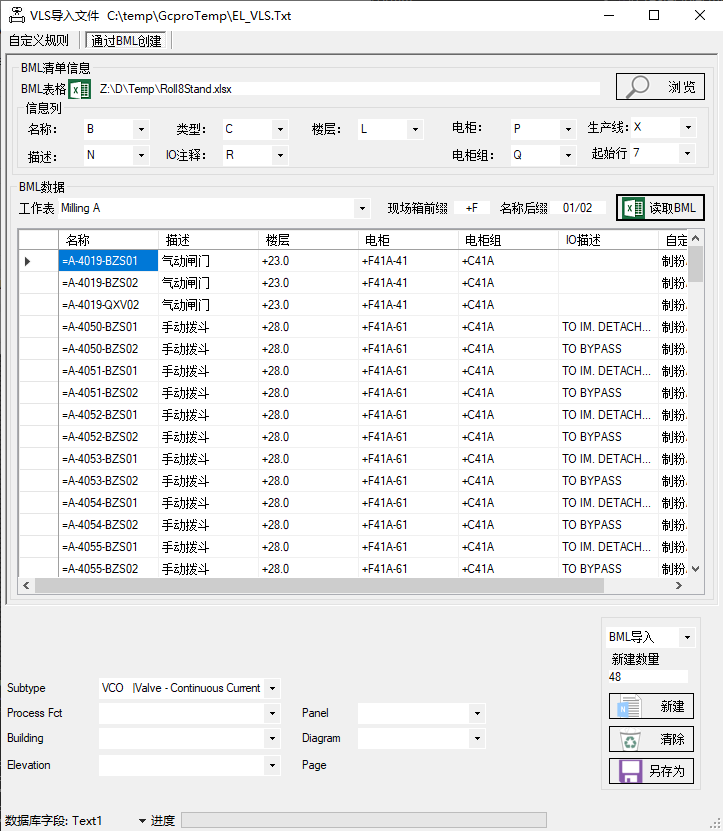 VLS导入文件 C:\temp\GcproTemp\EL_VLS.Txt
自定义规则 通过BML创建
BML清单信息
BML表格 Z:\D\Temp\Roll8Stand.xlsx 浏览
信息列
名称: B 类型: C 楼层: L 电柜: P 生产线: X
描述: N IO注释: R 电柜组: Q 起始行 7
BML数据
工作表 Milling A 现场箱前缀 +F 名称后缀 01/02 读取BML
名称 描述 楼层 电柜 电柜组 IO描述 自定
=A-4019-BZS01 气动闸门 +23.0 +F41A-41 +C41A 制粉
=A-4019-BZS02 气动闸门 +23.0 +F41A-41 +C41A 制粉
=A-4019-QXV02 气动闸门 +23.0 +F41A-41 +C41A 制粉
=A-4050-BZS01 手动拨斗 +28.0 +F41A-61 +C41A TO IM. DETACH... 制粉
=A-4050-BZS02 手动拨斗 +28.0 +F41A-61 +C41A TO BYPASS 制粉
=A-4051-BZS01 手动拨斗 +28.0 +F41A-61 +C41A TO IM. DETACH... 制粉
=A-4051-BZS02 手动拨斗 +28.0 +F41A-61 +C41A TO BYPASS 制粉
=A-4052-BZS01 手动拨斗 +28.0 +F41A-61 +C41A TO IM. DETACH... 制粉
=A-4052-BZS02 手动拨斗 +28.0 +F41A-61 +C41A TO BYPASS 制粉
=A-4053-BZS01 手动拨斗 +28.0 +F41A-61 +C41A TO IM. DETACH... 制粉
=A-4053-BZS02 手动拨斗 +28.0 +F41A-61 +C41A TO BYPASS 制粉
=A-4054-BZS01 手动拨斗 +28.0 +F41A-61 +C41A TO IM. DETACH... 制粉
=A-4054-BZS02 手动拨斗 +28.0 +F41A-61 +C41A TO BYPASS 制粉
=A-4055-BZS01 手动拨斗 +28.0 +F41A-61 +C41A TO IM. DETACH... 制粉
=A-4055-BZS02 手动拨斗 +28.0 +F41A-61 +C41A TO BYPASS 制粉
BML导入
新建数量
48
Subtype VCO |Valve - Continuous Current 新建
Process Fct Panel
Building Diagram 清除
Elevation Page 另存为
数据库字段: Text1 进度